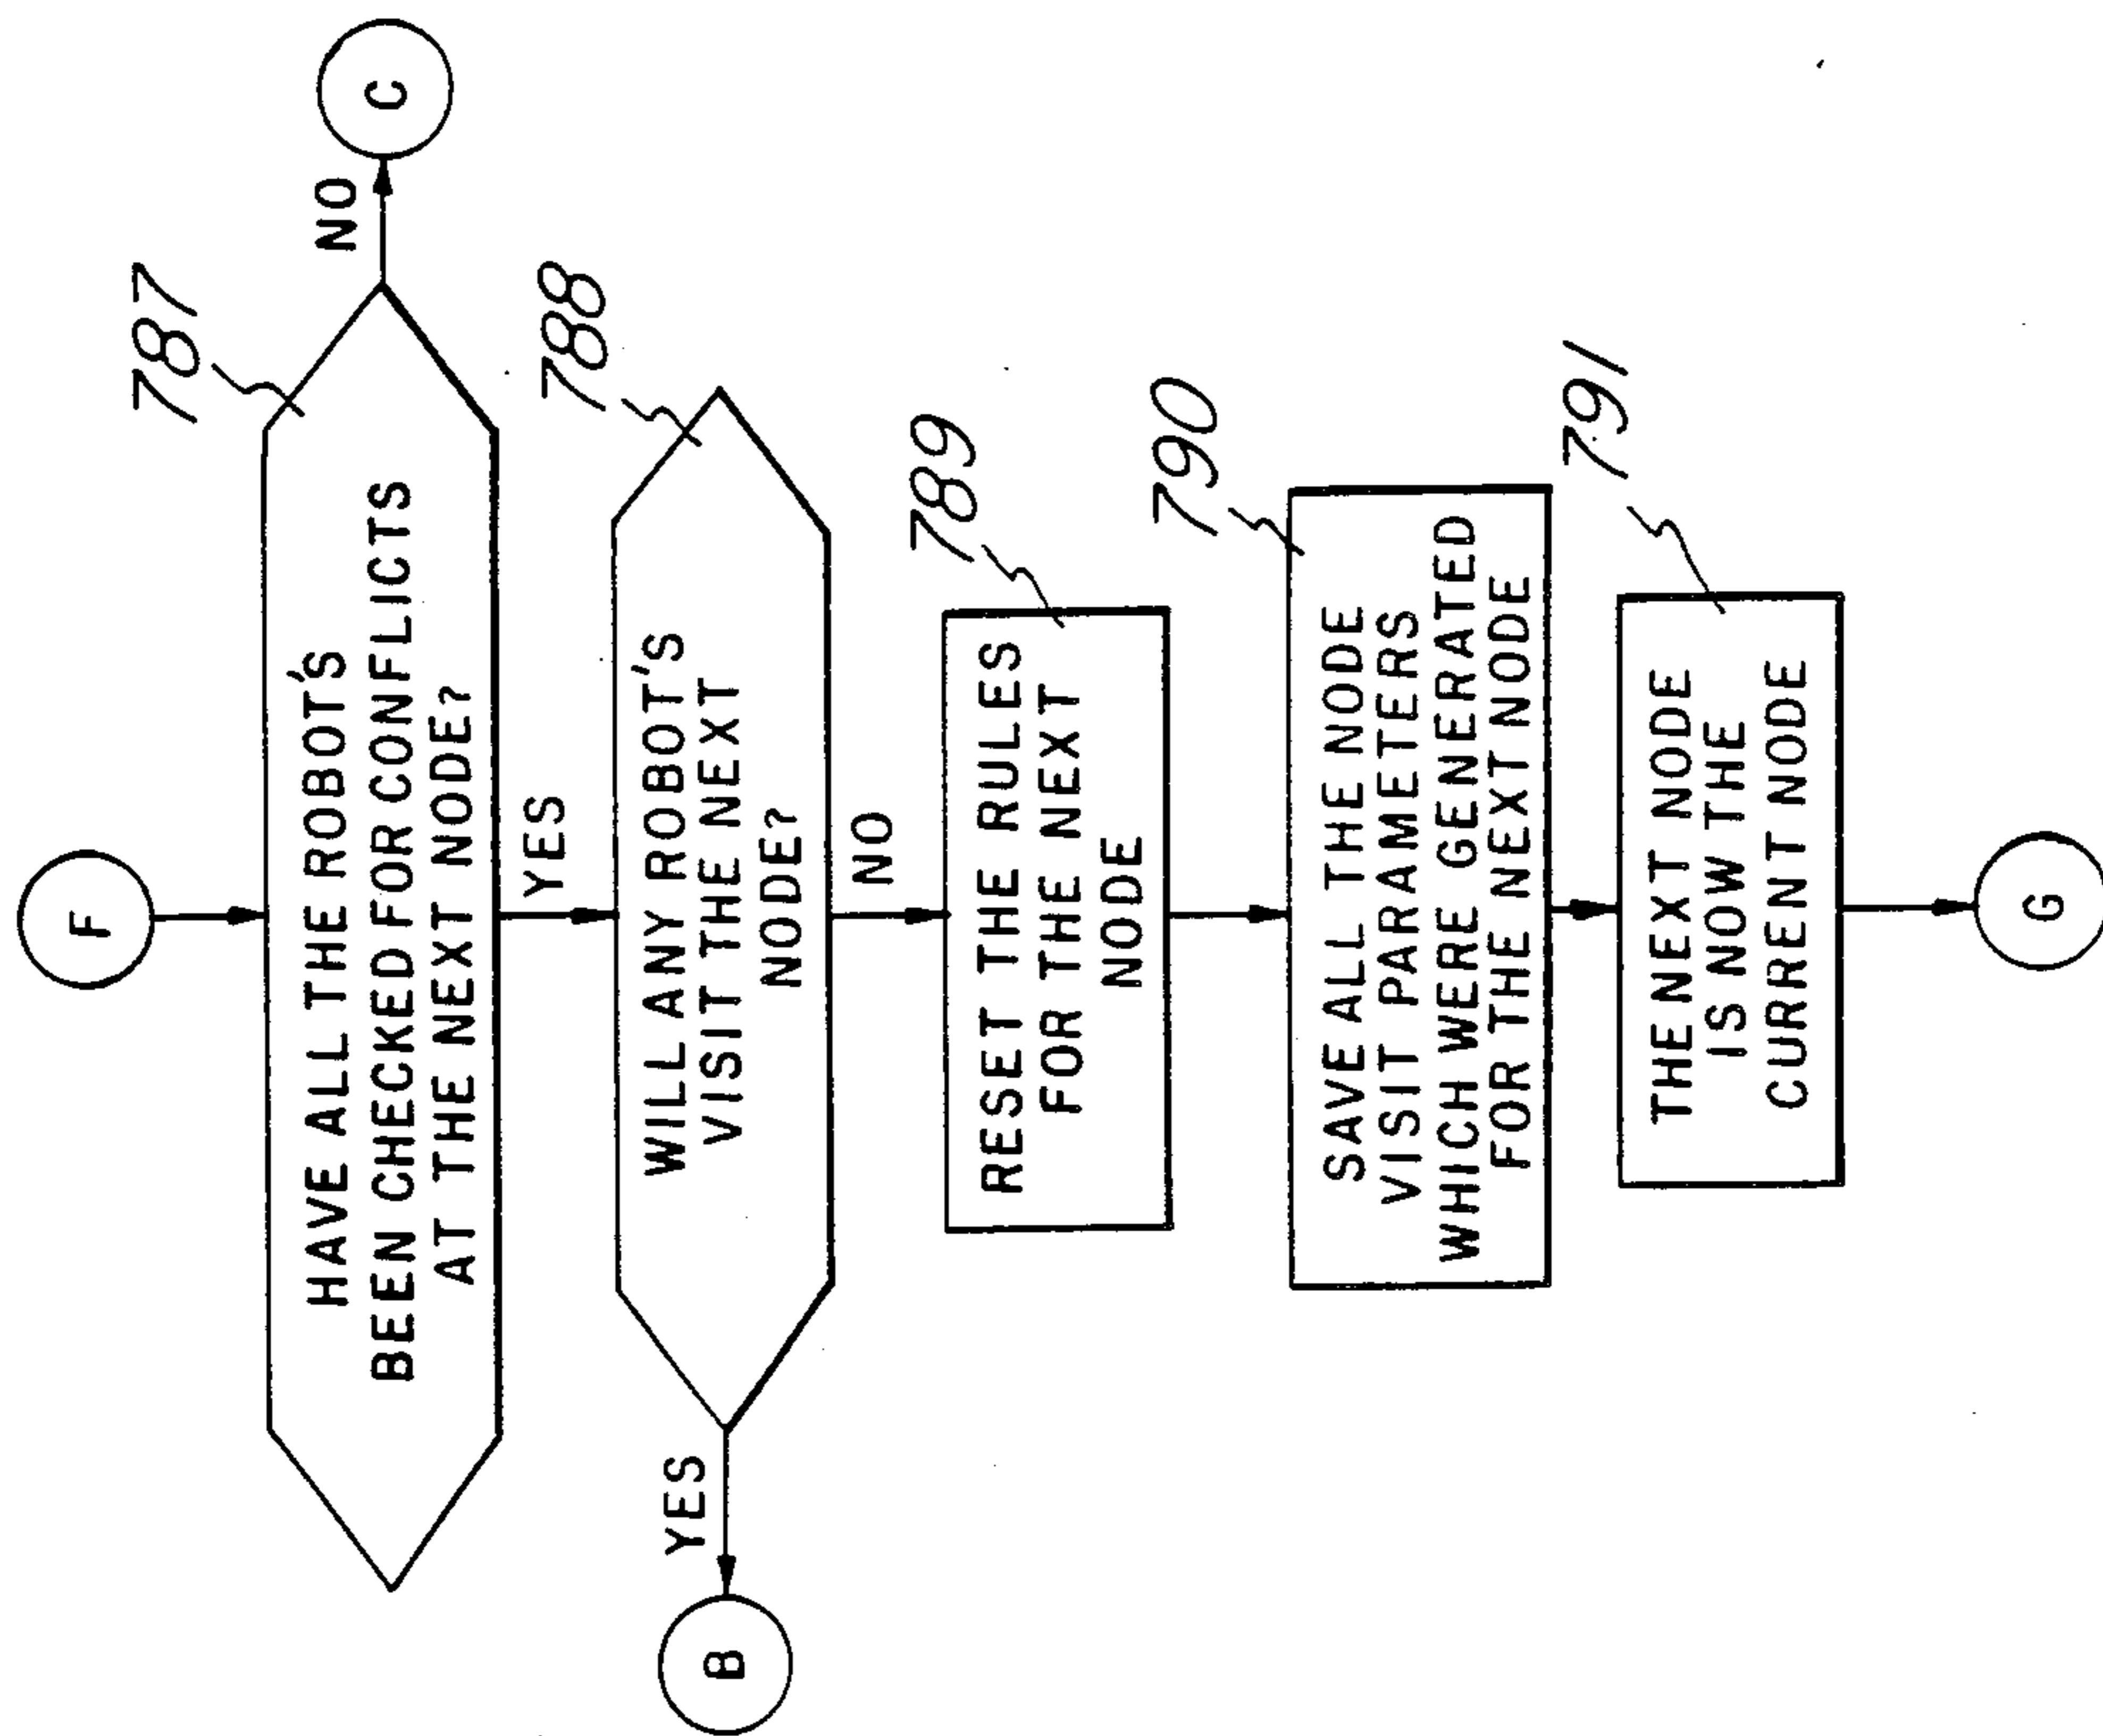 F
787
HAVE ALL THE ROBOT'S
BEEN CHECKED FOR CONFLICTS
AT THE NEXT NODE?
NO
C
YES
788
WILL ANY ROBOT'S
VISIT THE NEXT
NODE?
YES
B
NO
789
RESET THE RULES
FOR THE NEXT
NODE
790
SAVE ALL THE NODE
VISIT PARAMETERS
WHICH WERE GENERATED
FOR THE NEXT NODE
791
THE NEXT NODE
IS NOW THE
CURRENT NODE
G